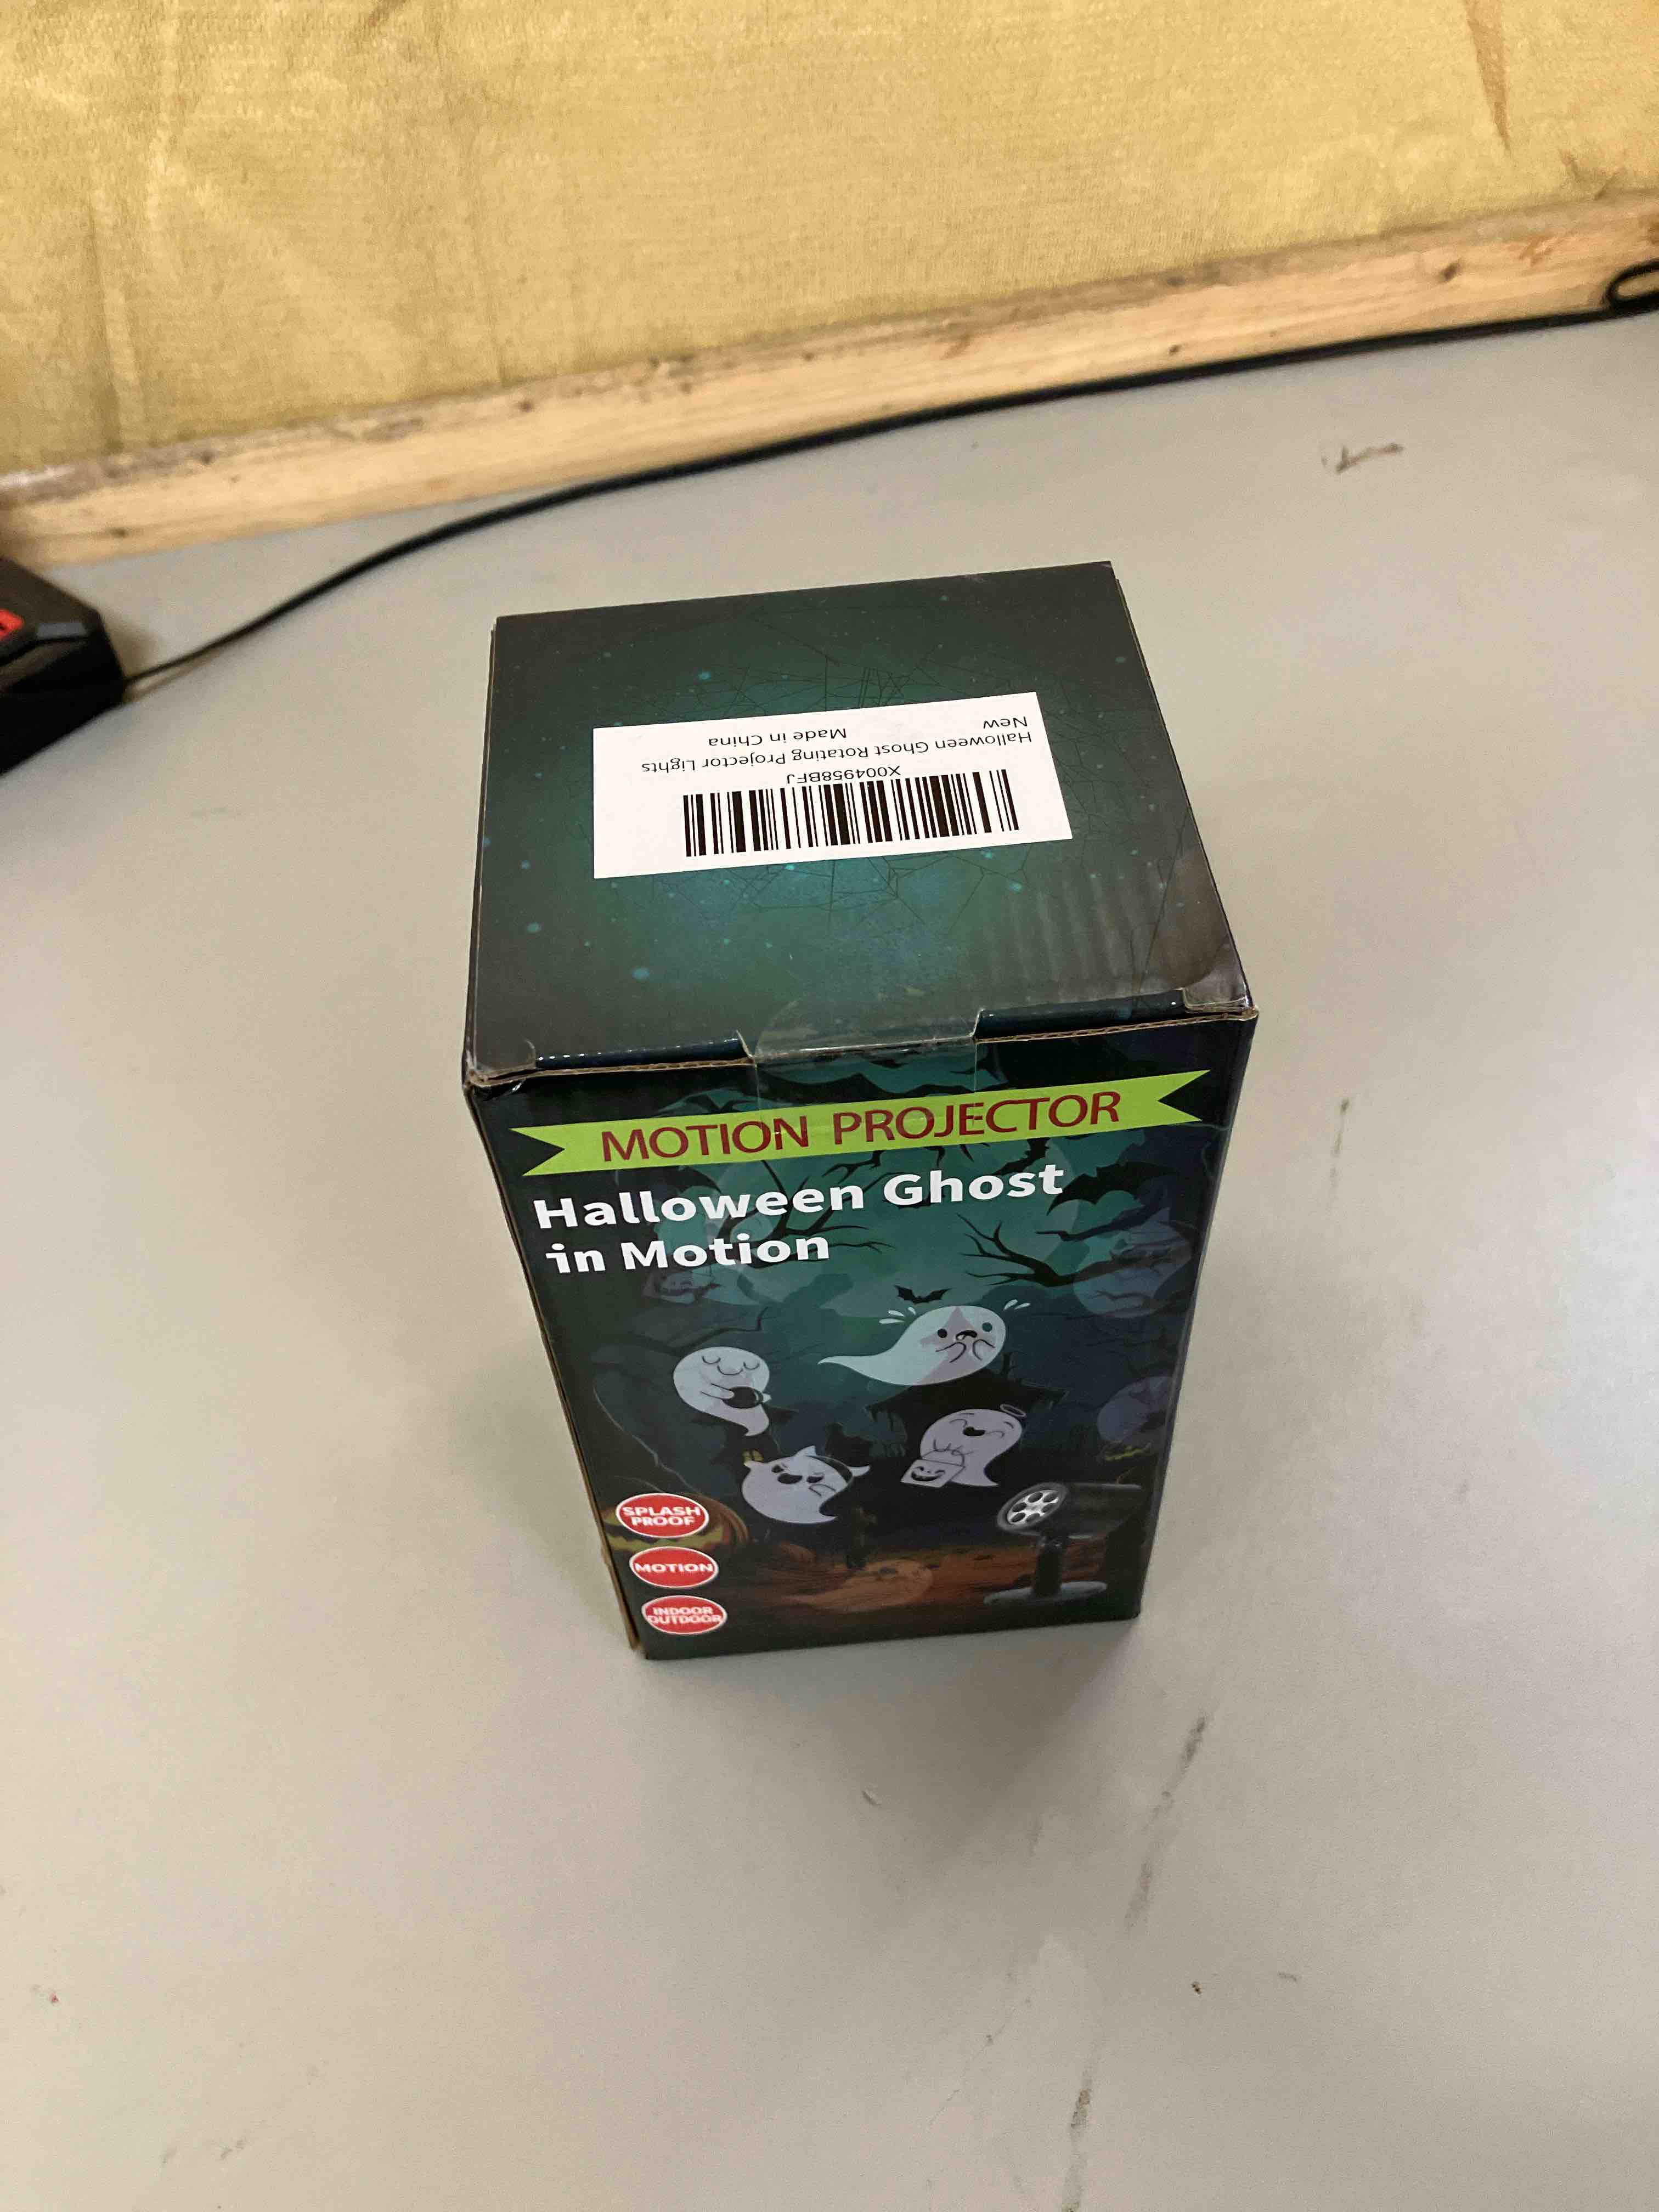 X004958BFJ
Halloween Ghost Rotating Projector Lights
New
Made in China
MOTION PROJECTOR
Halloween Ghost
in Motion
SPLASH
PROOF
MOTION
INDOOR
OUTDOOR